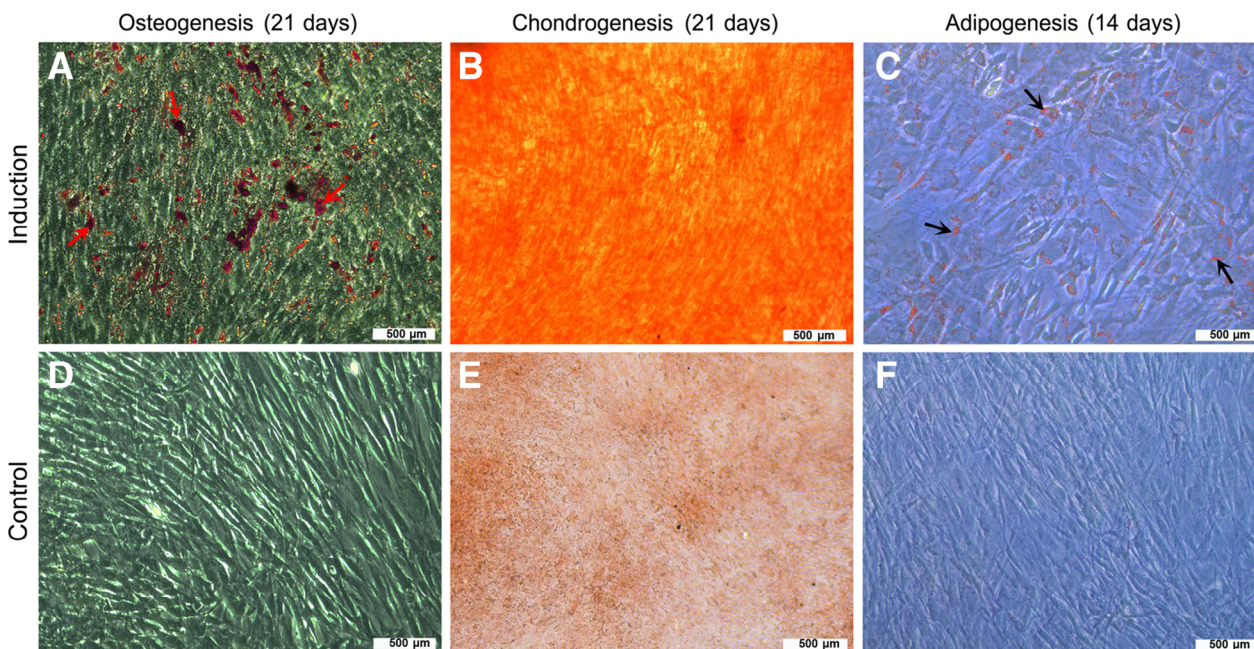 Osteogenesis (21 days)
Chondrogenesis (21 days)
Adipogenesis (14 days)
Induction
A
B
C
500 µm
500 µm
500 µm
Control
D
E
F
500 µm
500 µm
500 µm